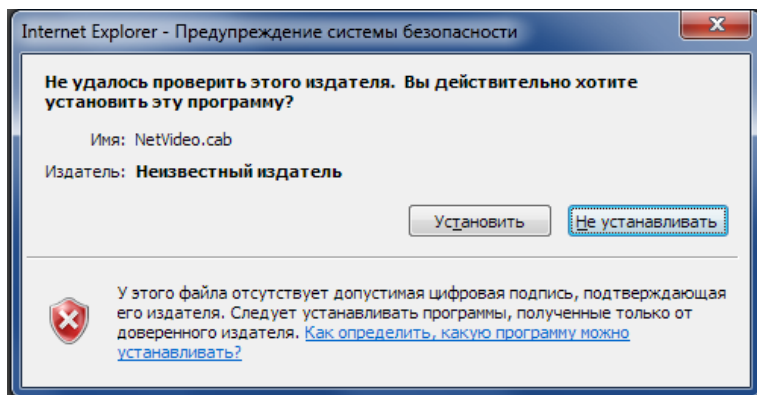 Internet Explorer - Предупреждение системы безопасности
Не удалось проверить этого издателя. Вы действительно хотите
установить эту программу?
Имя: NetVideo.cab
Издатель: Неизвестный издатель
Установить Не устанавливать
У этого файла отсутствует допустимая цифровая подпись, подтверждающая
его издателя. Следует устанавливать программы, полученные только от
доверенного издателя. Как определить, какую программу можно
устанавливать?